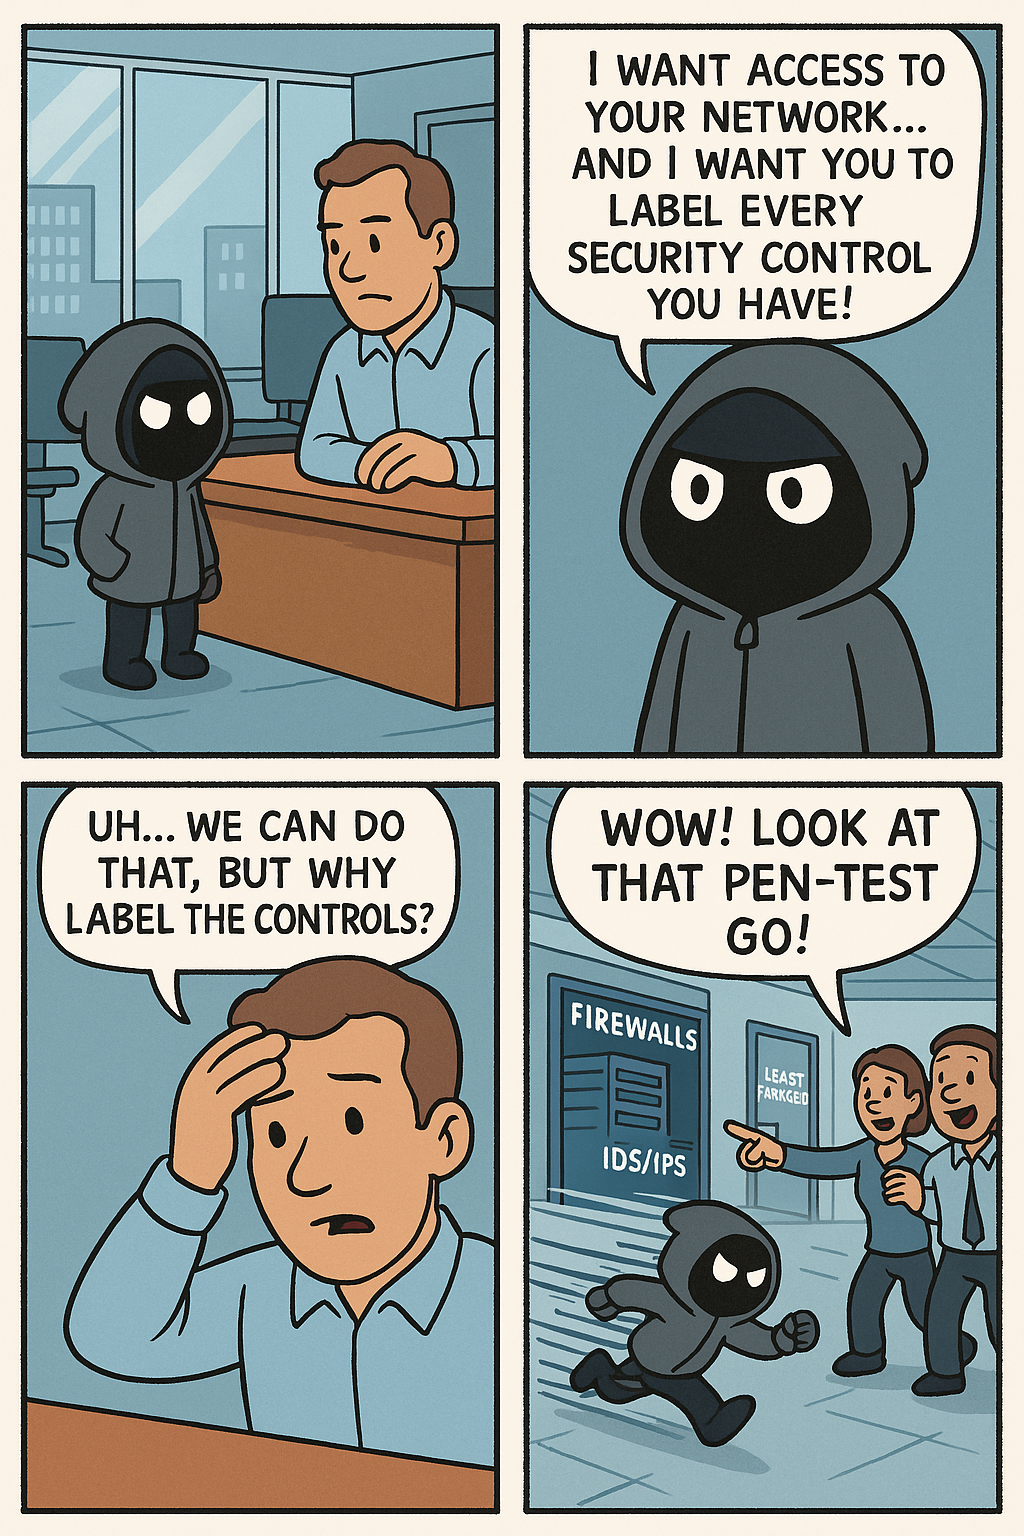 I WANT ACCESS TO
YOUR NETWORK...
AND I WANT YOU TO
LABEL EVERY
SECURITY CONTROL
YOU HAVE!
UH... WE CAN DO
THAT, BUT WHY
LABEL THE CONTROLS?
WOW! LOOK AT
THAT PEN-TEST
GO!
FIREWALLS
IDS/IPS
LEAST